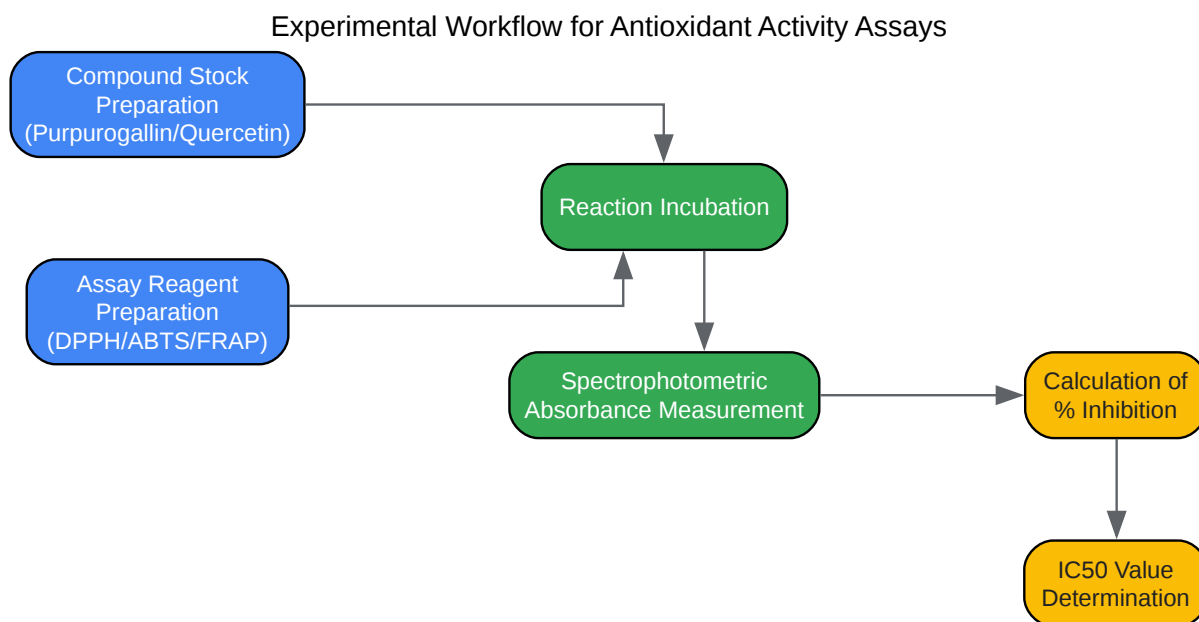 Experimental Workflow for Antioxidant Activity Assays
Compound Stock
Preparation
(Purpurogallin/Quercetin)
Reaction Incubation
Assay Reagent
Preparation
(DPPH/ABTS/FRAP)
Spectrophotometric
Absorbance Measurement
Calculation of
% Inhibition
IC50 Value
Determination